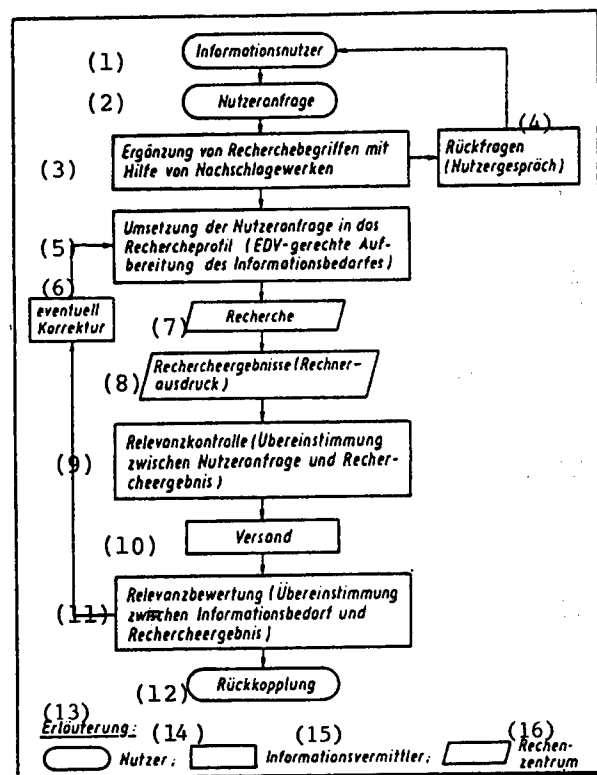 (1) Informationsnutzer
(2) Nutzeranfrage
(4)
Ergänzung von Recherchebegriffen mit
(3) Hilfe von Nachschlagewerken
Rückfragen
(Nutzergespräch)
Umsetzung der Nutzeranfrage in das
(5) Rechercheprofil (EDV-gerechte Auf-
bereitung des Informationsbedarfes)
(6)
eventuell
Korrektur
(7) Recherche
(8) Rechercheergebnisse (Rechner-
ausdruck)
Relevanzkontrolle (Übereinstimmung
(9) zwischen Nutzeranfrage und Recher-
cheergebnis)
(10) Versand
Relevanzbewertung (Übereinstimmung
(11) zwischen Informationsbedarf und
Rechercheergebnis)
(12) Rückkopplung
(13)
Erläuterung: (14) (15) (16)
Nutzer; Informationsvermittler; Rechen-
zentrum